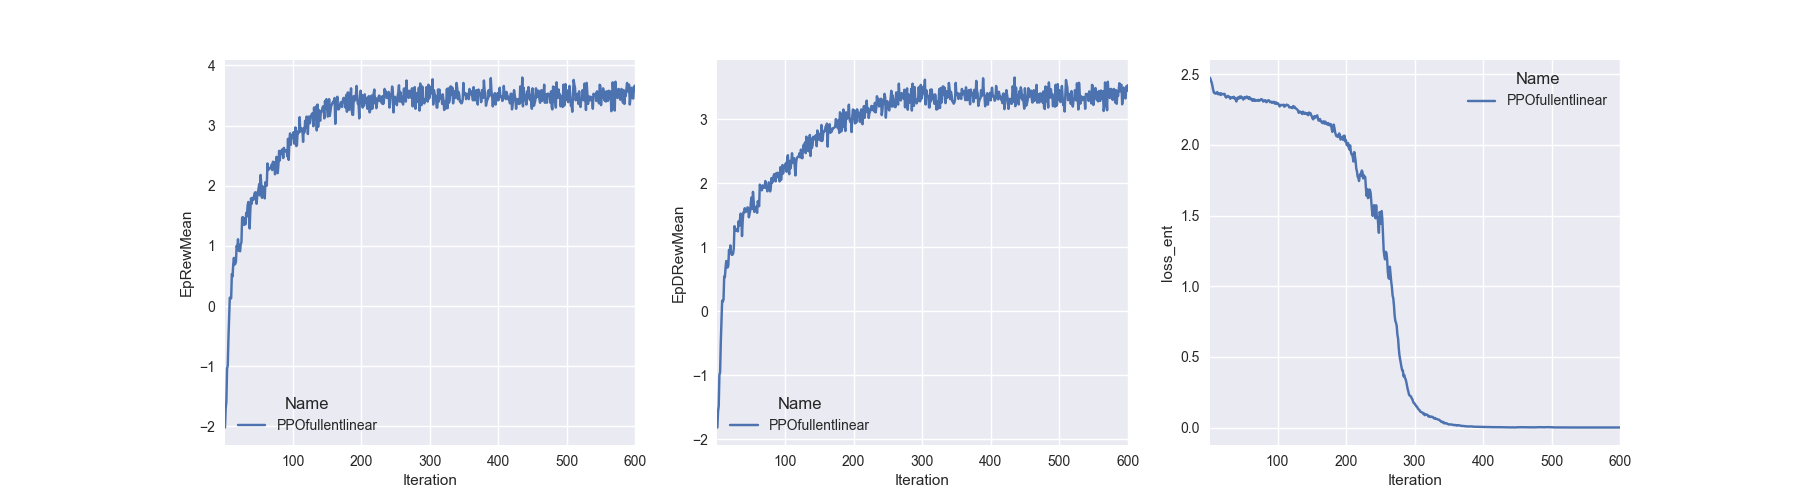 4
3
2
1
0
−1
−2
EpRewMean
Name
PPOfullentlinear
100 200 300 400 500 600
Iteration
3
2
1
0
−1
−2
EpDRewMean
Name
PPOfullentlinear
100 200 300 400 500 600
Iteration
2.5
2.0
1.5
1.0
0.5
0.0
loss_ent
Name
PPOfullentlinear
100 200 300 400 500 600
Iteration